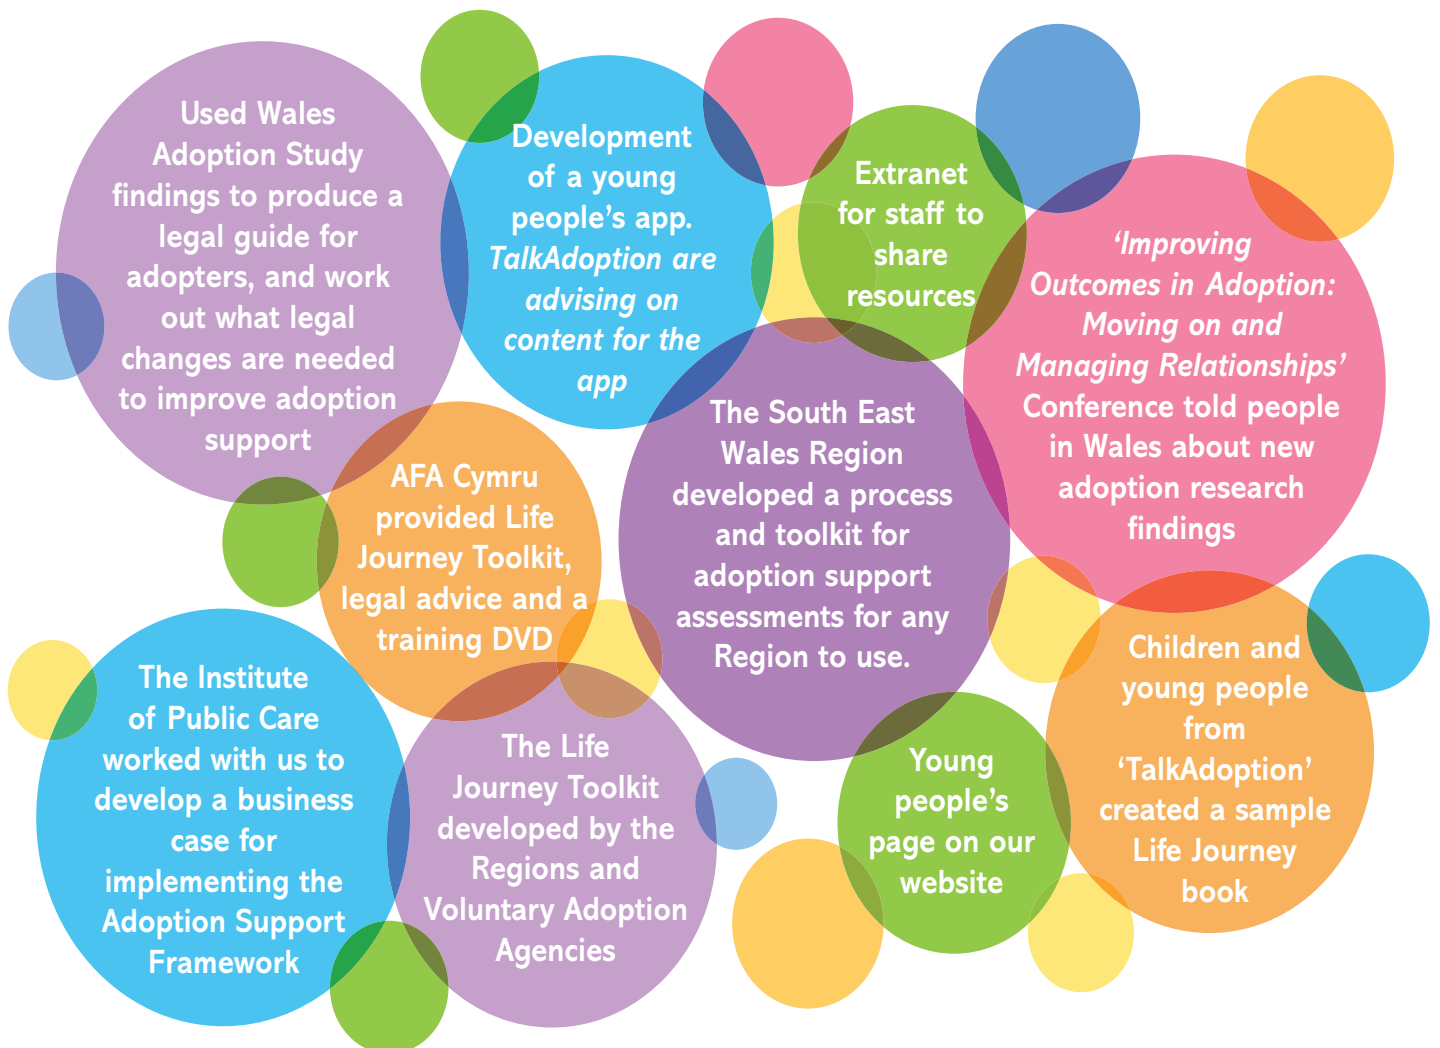 Used Wales
Adoption Study
findings to produce a
legal guide for
adopters, and work
out what legal
changes are needed
to improve adoption
support
Development
of a young
people’s app.
TalkAdoption are
advising on
content for the
app
Extranet
for staff to
share
resources
‘Improving
Outcomes in Adoption:
Moving on and
Managing Relationships’
Conference told people
in Wales about new
adoption research
findings
AFA Cymru
provided Life
Journey Toolkit,
legal advice and a
training DVD
The South East
Wales Region
developed a process
and toolkit for
adoption support
assessments for any
Region to use.
The Institute
of Public Care
worked with us to
develop a business
case for
implementing the
Adoption Support
Framework
The Life
Journey Toolkit
developed by the
Regions and
Voluntary Adoption
Agencies
Young
people’s
page on our
website
Children and
young people
from
‘TalkAdoption’
created a sample
Life Journey
book